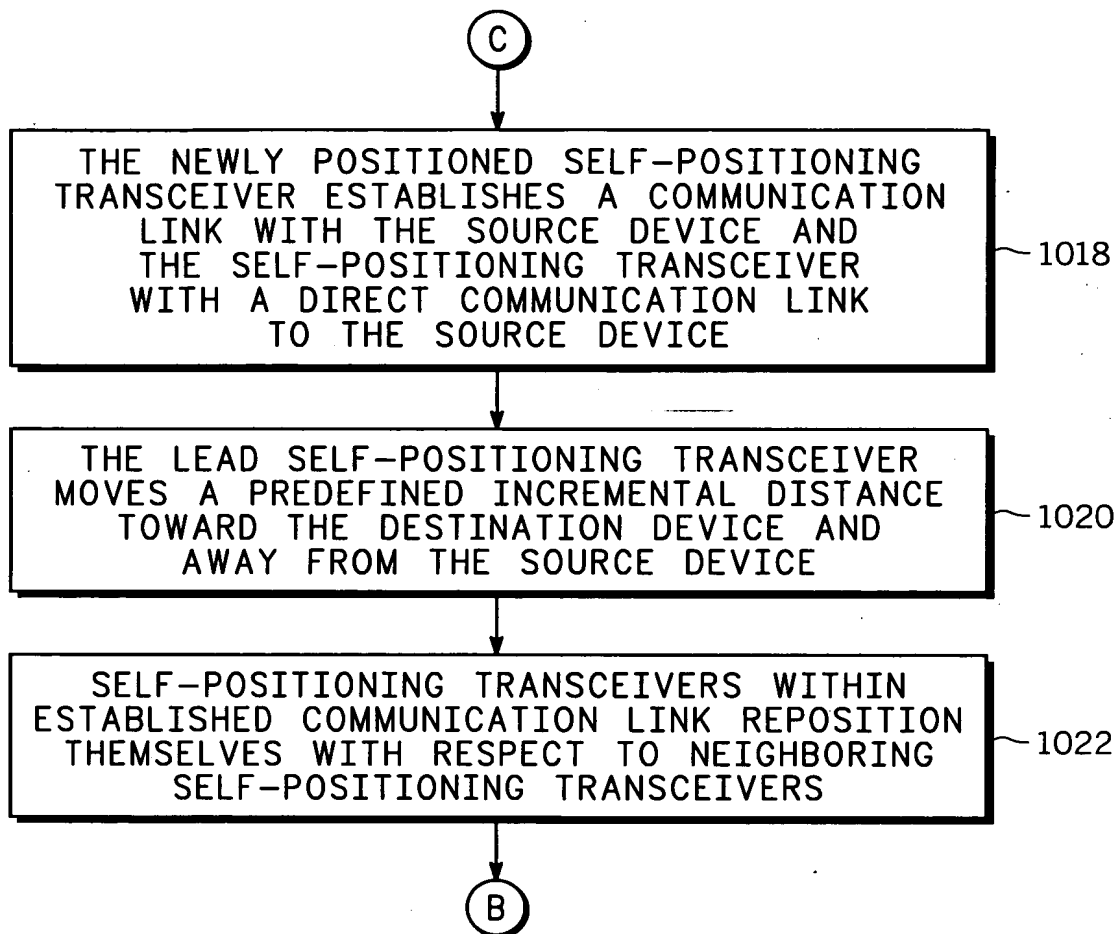 C
THE NEWLY POSITIONED SELF-POSITIONING
TRANSCEIVER ESTABLISHES A COMMUNICATION
LINK WITH THE SOURCE DEVICE AND
THE SELF-POSITIONING TRANSCEIVER
WITH A DIRECT COMMUNICATION LINK
TO THE SOURCE DEVICE
1018
THE LEAD SELF-POSITIONING TRANSCEIVER
MOVES A PREDEFINED INCREMENTAL DISTANCE
TOWARD THE DESTINATION DEVICE AND
AWAY FROM THE SOURCE DEVICE
1020
SELF-POSITIONING TRANSCEIVERS WITHIN
ESTABLISHED COMMUNICATION LINK REPOSITION
THEMSELVES WITH RESPECT TO NEIGHBORING
SELF-POSITIONING TRANSCEIVERS
1022
B